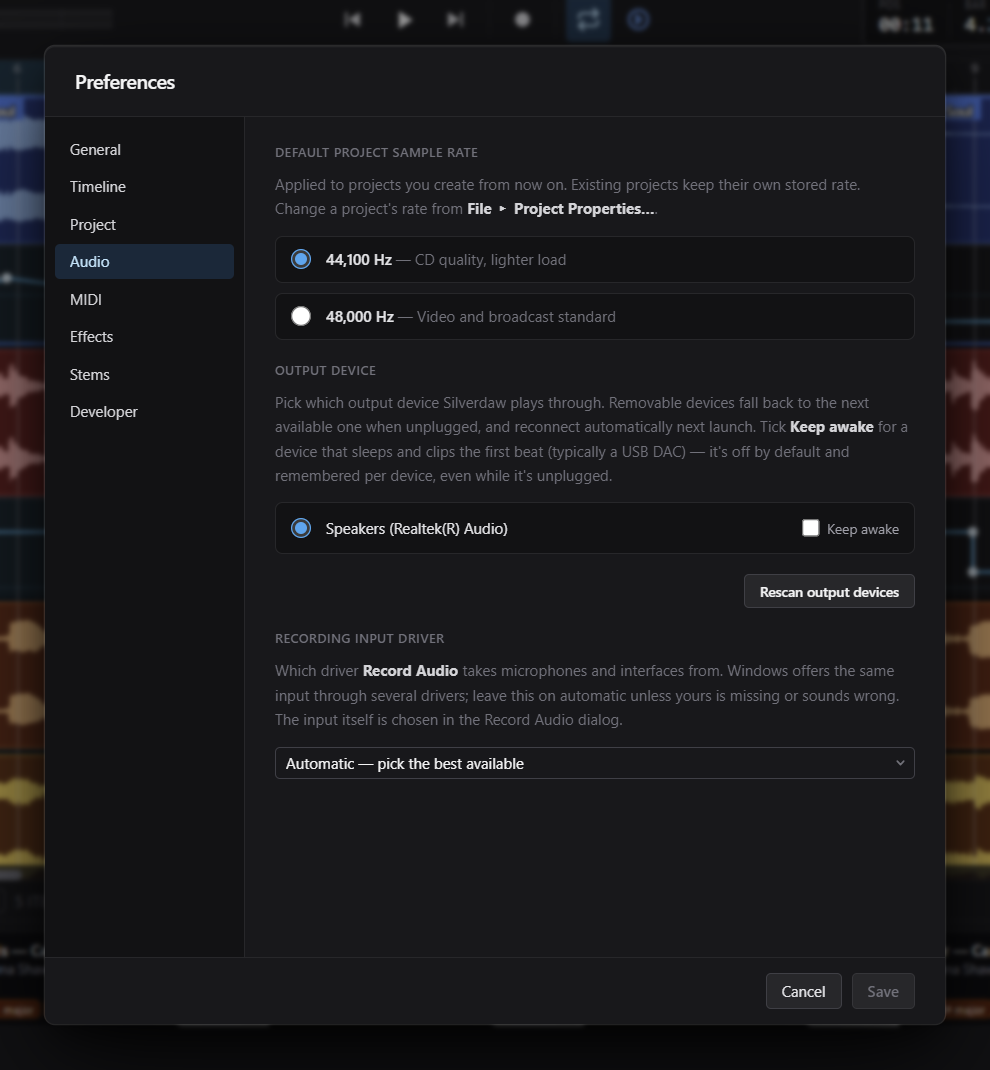 00:11
Preferences
General
Timeline
Project
Audio
MIDI
Effects
Stems
Developer
DEFAULT PROJECT SAMPLE RATE
Applied to projects you create from now on. Existing projects keep their own stored rate.
Change a project's rate from File ▸ Project Properties....
44,100 Hz — CD quality, lighter load
48,000 Hz — Video and broadcast standard
OUTPUT DEVICE
Pick which output device Silverdaw plays through. Removable devices fall back to the next
available one when unplugged, and reconnect automatically next launch. Tick Keep awake for a
device that sleeps and clips the first beat (typically a USB DAC) — it's off by default and
remembered per device, even while it's unplugged.
Speakers (Realtek(R) Audio)
Keep awake
Rescan output devices
RECORDING INPUT DRIVER
Which driver Record Audio takes microphones and interfaces from. Windows offers the same
input through several drivers; leave this on automatic unless yours is missing or sounds wrong.
The input itself is chosen in the Record Audio dialog.
Automatic — pick the best available
Cancel
Save